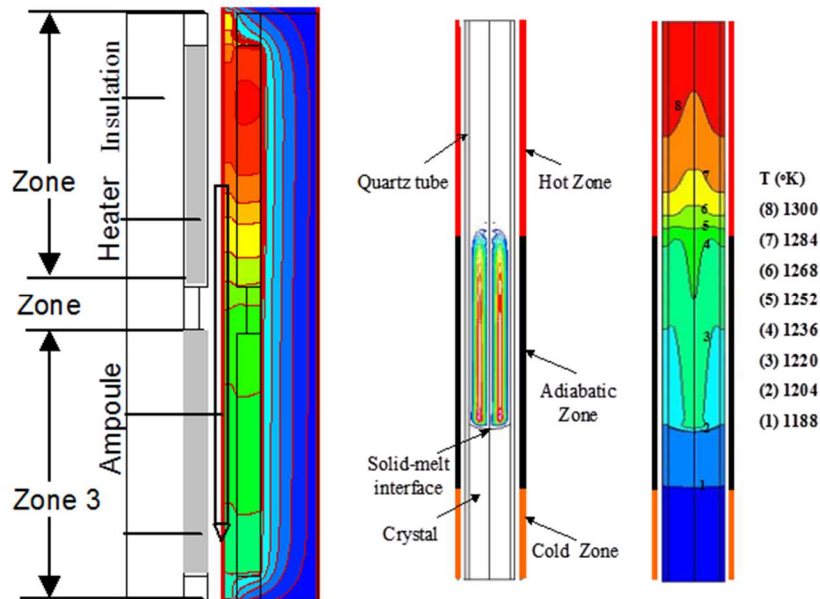 Zone
Insulation
Heater
Zone
Ampoule
Zone 3
Quartz tube
Hot Zone
Adiabatic
Zone
Solid-melt
interface
Crystal
Cold Zone
8
7
6
5
4
3
2
1
T (°K)
(8) 1300
(7) 1284
(6) 1268
(5) 1252
(4) 1236
(3) 1220
(2) 1204
(1) 1188